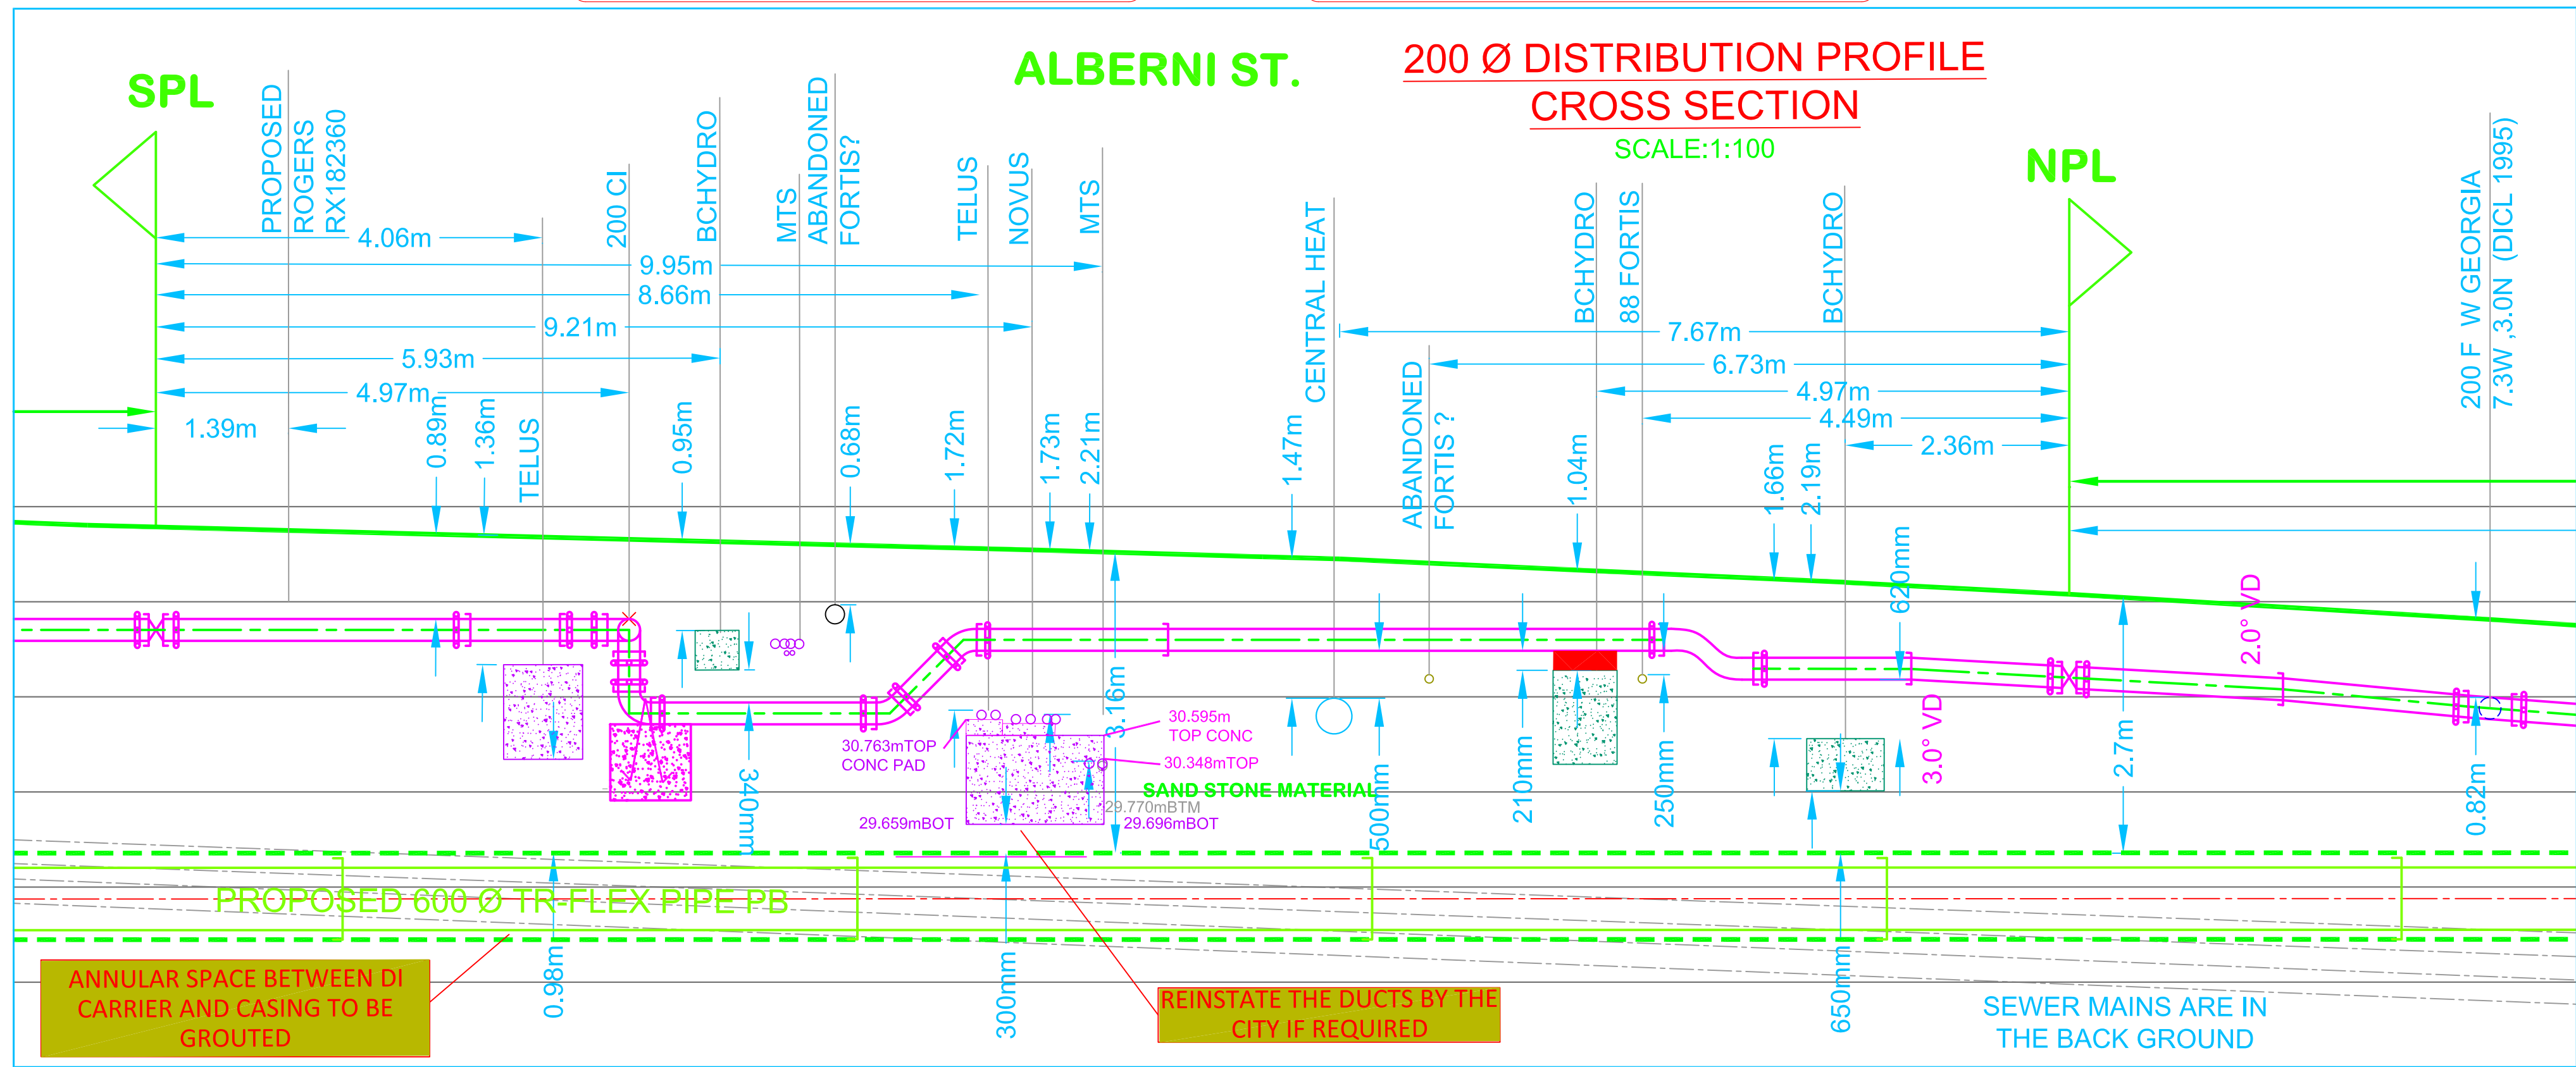 ALBERNI ST.
200 Ø DISTRIBUTION PROFILE
CROSS SECTION
SCALE:1:100
SPL
NPL
PROPOSED
ROGERS
RX182360
TELUS
200 CI
BCHYDRO
MTS
ABANDONED
FORTIS?
TELUS
NOVUS
MTS
CENTRAL HEAT
ABANDONED
FORTIS ?
BCHYDRO
88 FORTIS
BCHYDRO
200 F W GEORGIA
7.3W ,3.0N (DICL 1995)
4.06m
9.95m
8.66m
9.21m
5.93m
4.97m
1.39m
7.67m
6.73m
4.97m
4.49m
2.36m
0.89m
1.36m
0.95m
0.68m
1.72m
1.73m
2.21m
1.47m
1.04m
1.66m
2.19m
620mm
2.0° VD
3.0° VD
3.16m
2.7m
0.82m
340mm
500mm
210mm
250mm
30.763mTOP
CONC PAD
30.595m
TOP CONC
30.348mTOP
SAND STONE MATERIAL
29.770mBTM
29.659mBOT
29.696mBOT
PROPOSED 600 Ø TR-FLEX PIPE PB
0.98m
300mm
650mm
ANNULAR SPACE BETWEEN DI
CARRIER AND CASING TO BE
GROUTED
REINSTATE THE DUCTS BY THE
CITY IF REQUIRED
SEWER MAINS ARE IN
THE BACK GROUND